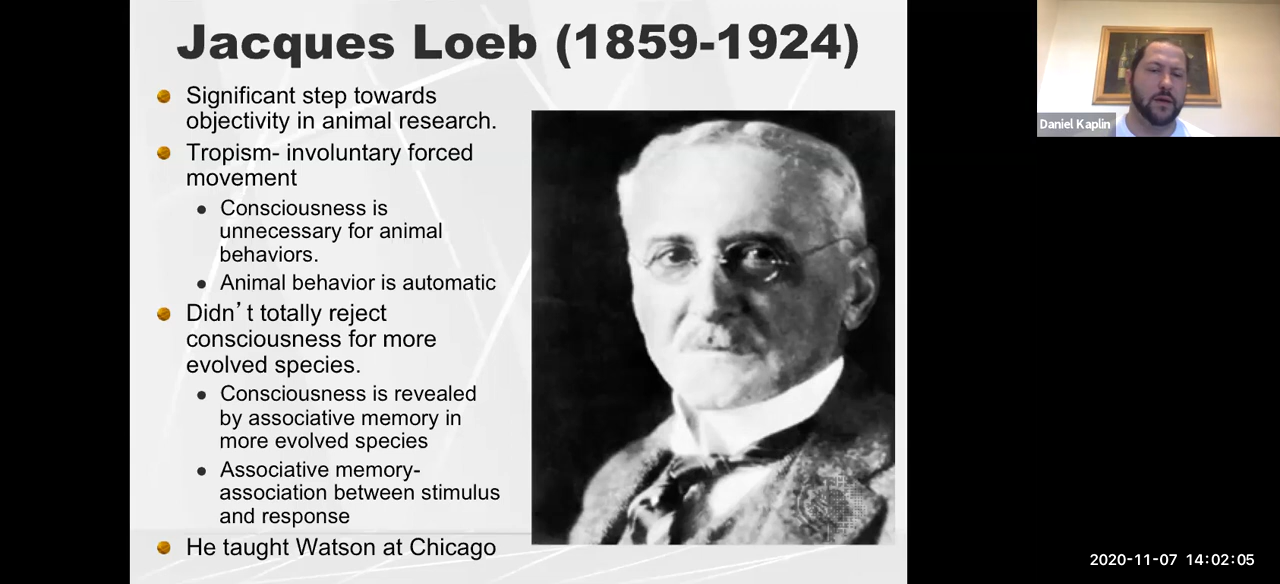 Jacques Loeb (1859-1924)
Significant step towards
objectivity in animal research.
Tropism- involuntary forced
movement
Consciousness is
unnecessary for animal
behaviors.
Animal behavior is automatic
Didn’t totally reject
consciousness for more
evolved species.
Consciousness is revealed
by associative memory in
more evolved species
Associative memory-
association between stimulus
and response
He taught Watson at Chicago
Daniel Kaplin
2020-11-07 14:02:05